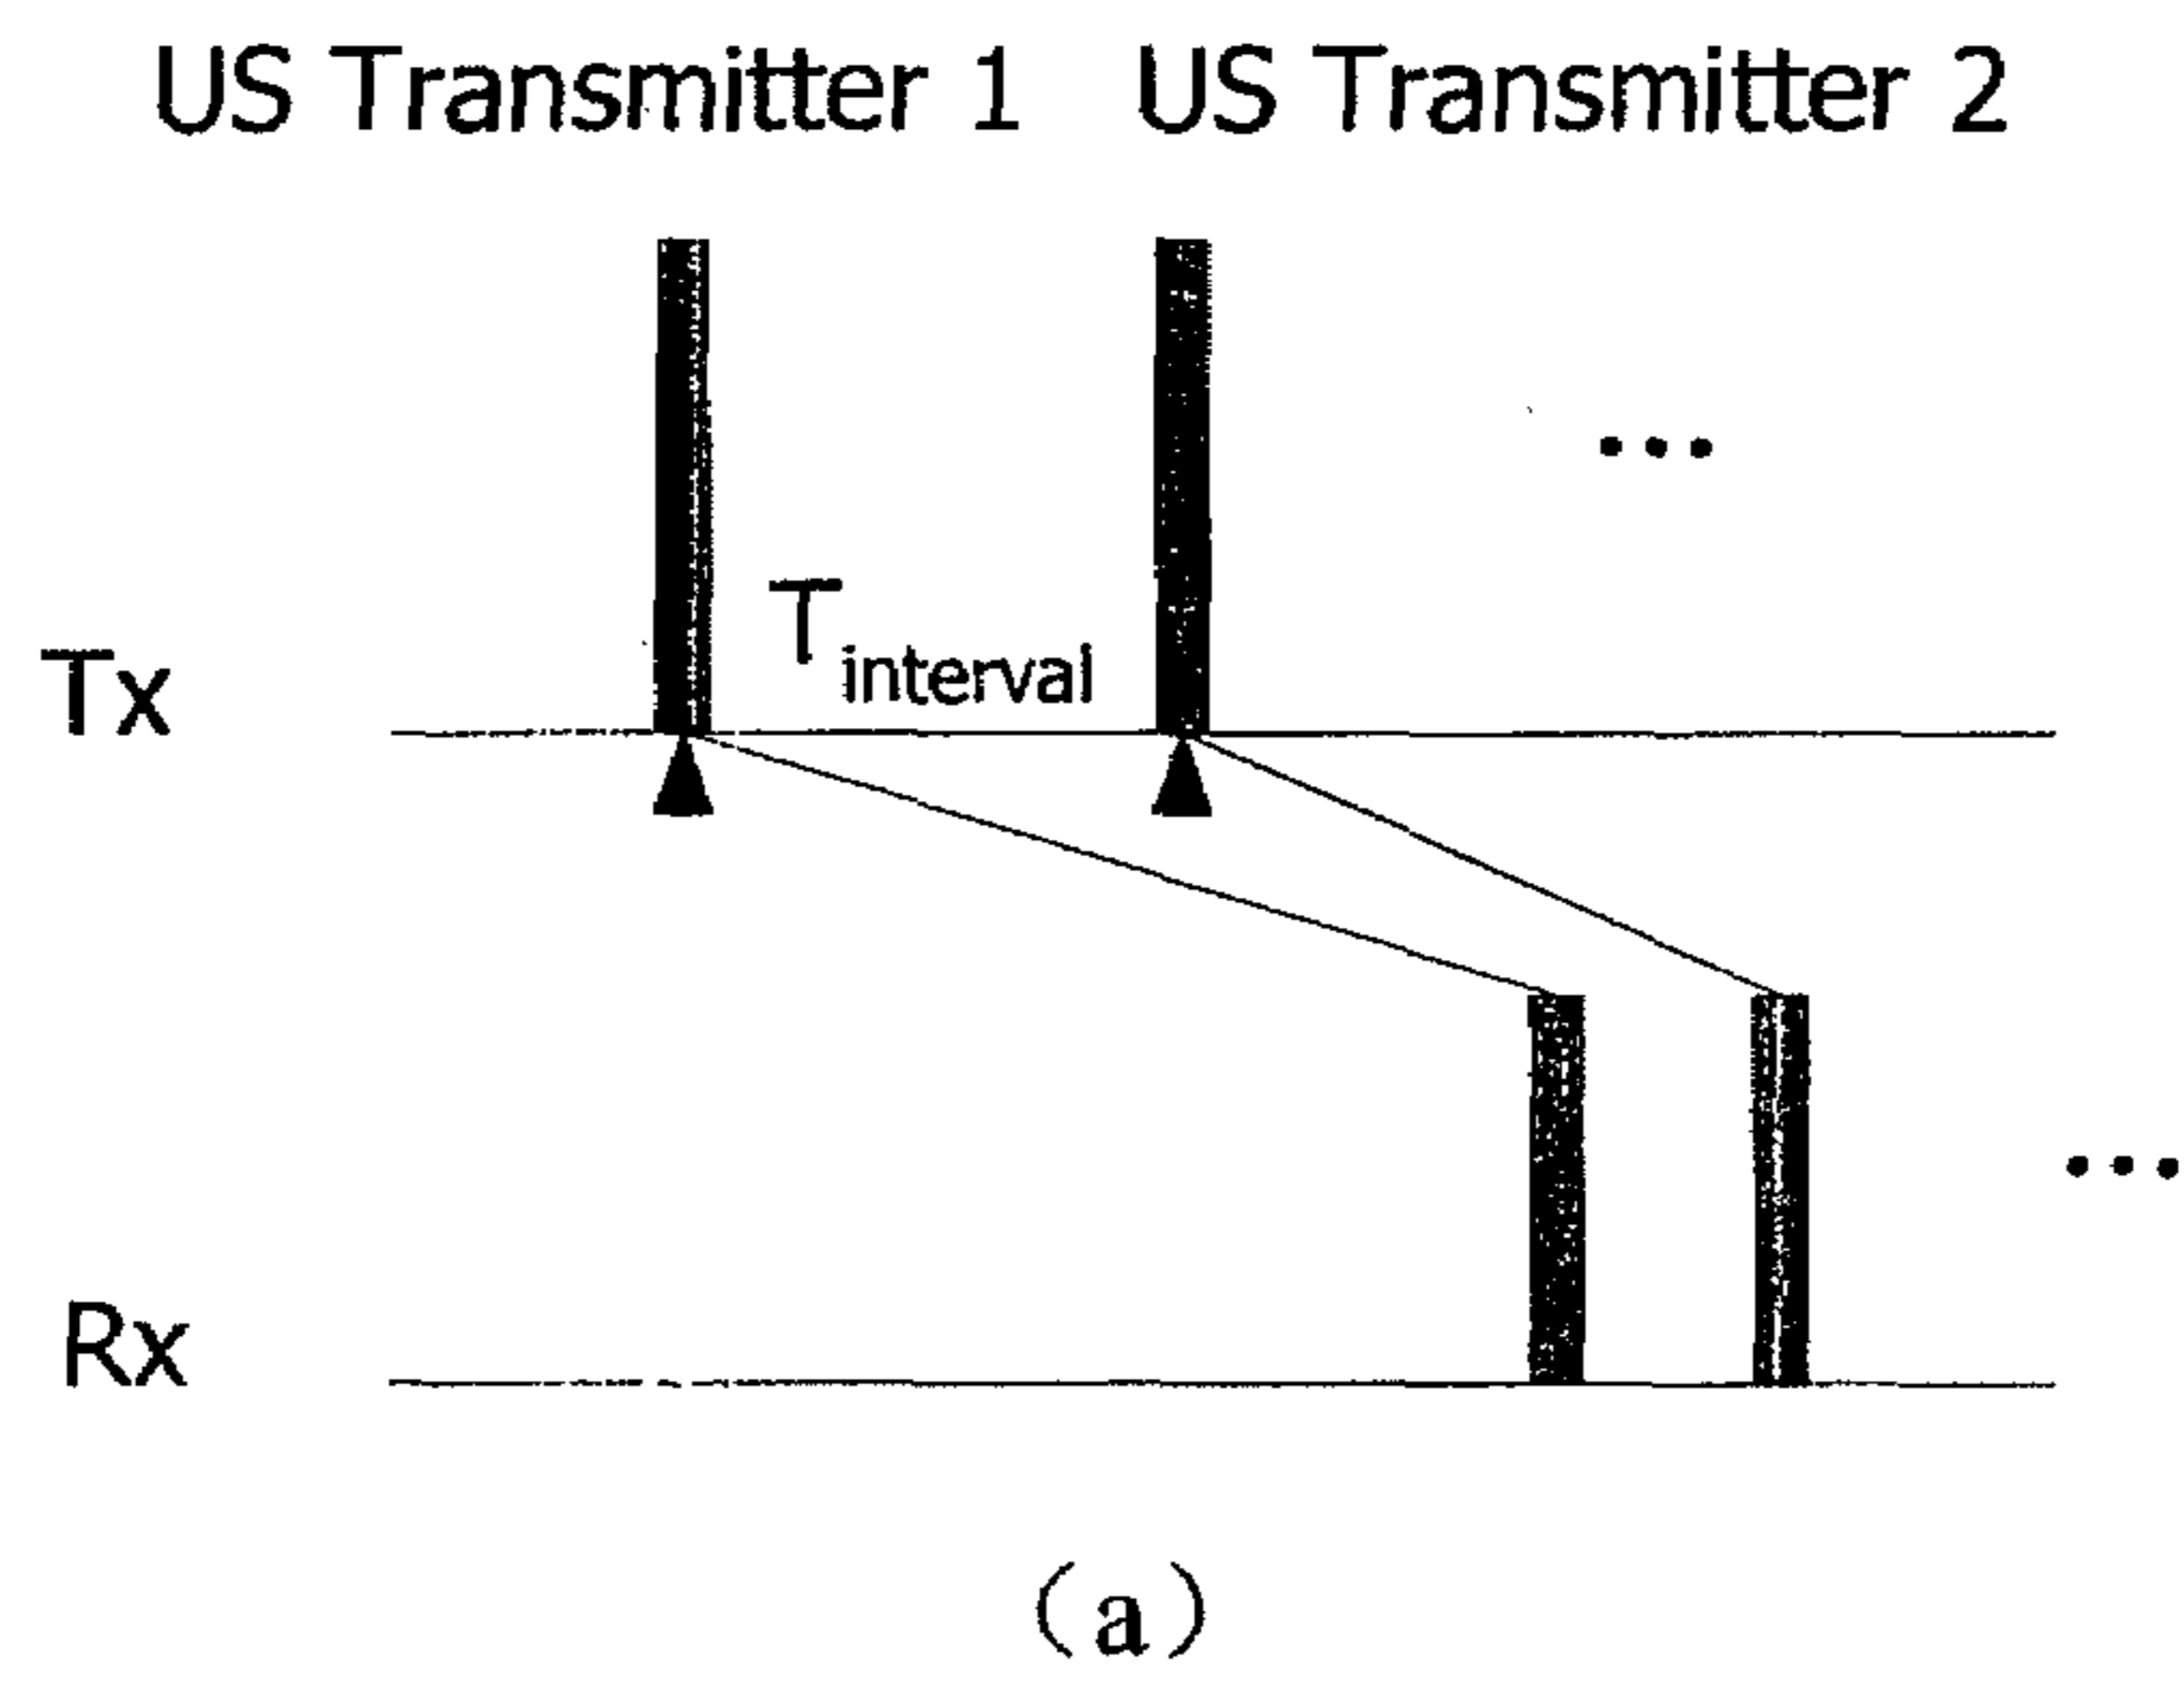 US Transmitter 1 US Transmitter 2
...
T interval
Tx
...
Rx
(a)